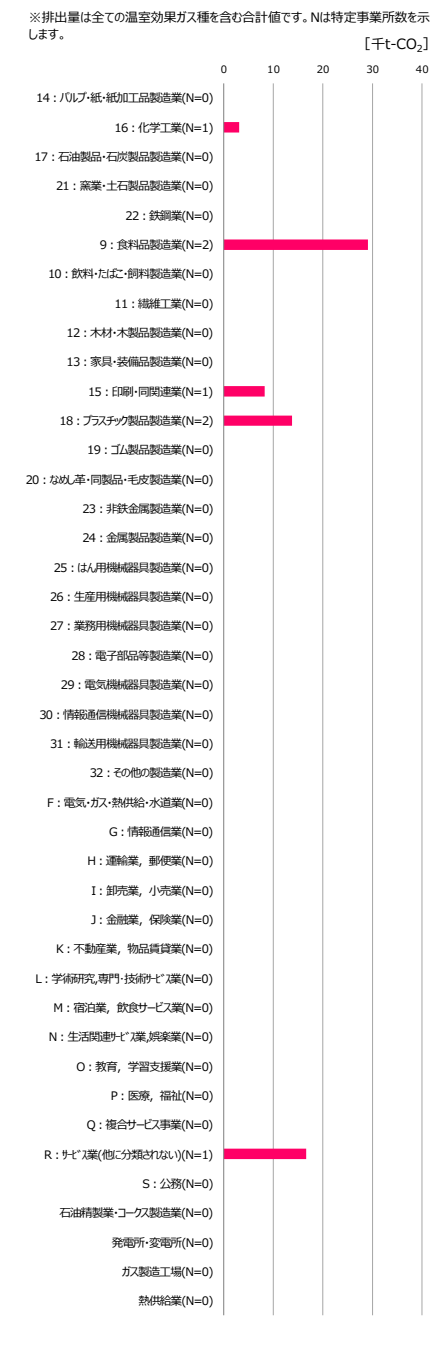 ※排出量は全ての温室効果ガス種を含む合計値です。Nは特定事業所数を示
します。
[千t-CO₂]
0 10 20 30 40
14：パルプ・紙・紙加工品製造業(N=0)
16：化学工業(N=1)
17：石油製品・石炭製品製造業(N=0)
21：窯業・土石製品製造業(N=0)
22：鉄鋼業(N=0)
9：食料品製造業(N=2)
10：飲料・たばこ・飼料製造業(N=0)
11：繊維工業(N=0)
12：木材・木製品製造業(N=0)
13：家具・装備品製造業(N=0)
15：印刷・同関連業(N=1)
18：プラスチック製品製造業(N=2)
19：ゴム製品製造業(N=0)
20：なめし革・同製品・毛皮製造業(N=0)
23：非鉄金属製造業(N=0)
24：金属製品製造業(N=0)
25：はん用機械器具製造業(N=0)
26：生産用機械器具製造業(N=0)
27：業務用機械器具製造業(N=0)
28：電子部品等製造業(N=0)
29：電気機械器具製造業(N=0)
30：情報通信機械器具製造業(N=0)
31：輸送用機械器具製造業(N=0)
32：その他の製造業(N=0)
F：電気・ガス・熱供給・水道業(N=0)
G：情報通信業(N=0)
H：運輸業，郵便業(N=0)
I：卸売業，小売業(N=0)
J：金融業，保険業(N=0)
K：不動産業，物品賃貸業(N=0)
L：学術研究,専門・技術ｻｰﾋﾞｽ業(N=0)
M：宿泊業，飲食サービス業(N=0)
N：生活関連ｻｰﾋﾞｽ業,娯楽業(N=0)
O：教育，学習支援業(N=0)
P：医療，福祉(N=0)
Q：複合サービス事業(N=0)
R：ｻｰﾋﾞｽ業(他に分類されない)(N=1)
S：公務(N=0)
石油精製業・コークス製造業(N=0)
発電所・変電所(N=0)
ガス製造工場(N=0)
熱供給業(N=0)